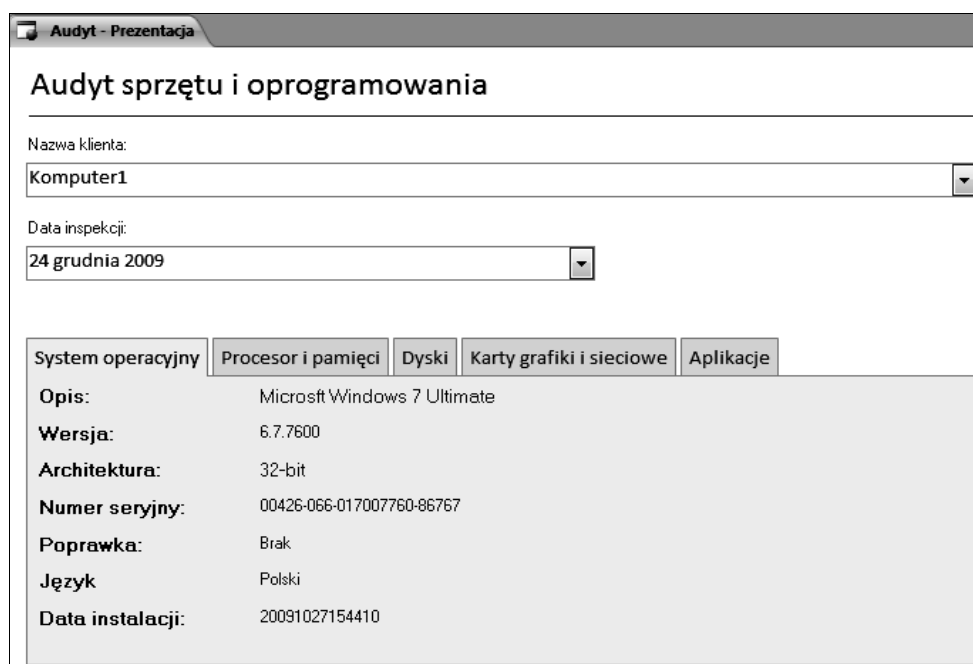 Audyt - Prezentacja
Audyt sprzętu i oprogramowania
Nazwa klienta:
Komputer1
Data inspekcji:
24 grudnia 2009
System operacyjny Procesor i pamięci Dyski Karty grafiki i sieciowe Aplikacje
Opis: Microsft Windows 7 Ultimate
Wersja: 6.7.7600
Architektura: 32-bit
Numer seryjny: 00426-066-017007760-86767
Poprawka: Brak
Język Polski
Data instalacji: 20091027154410